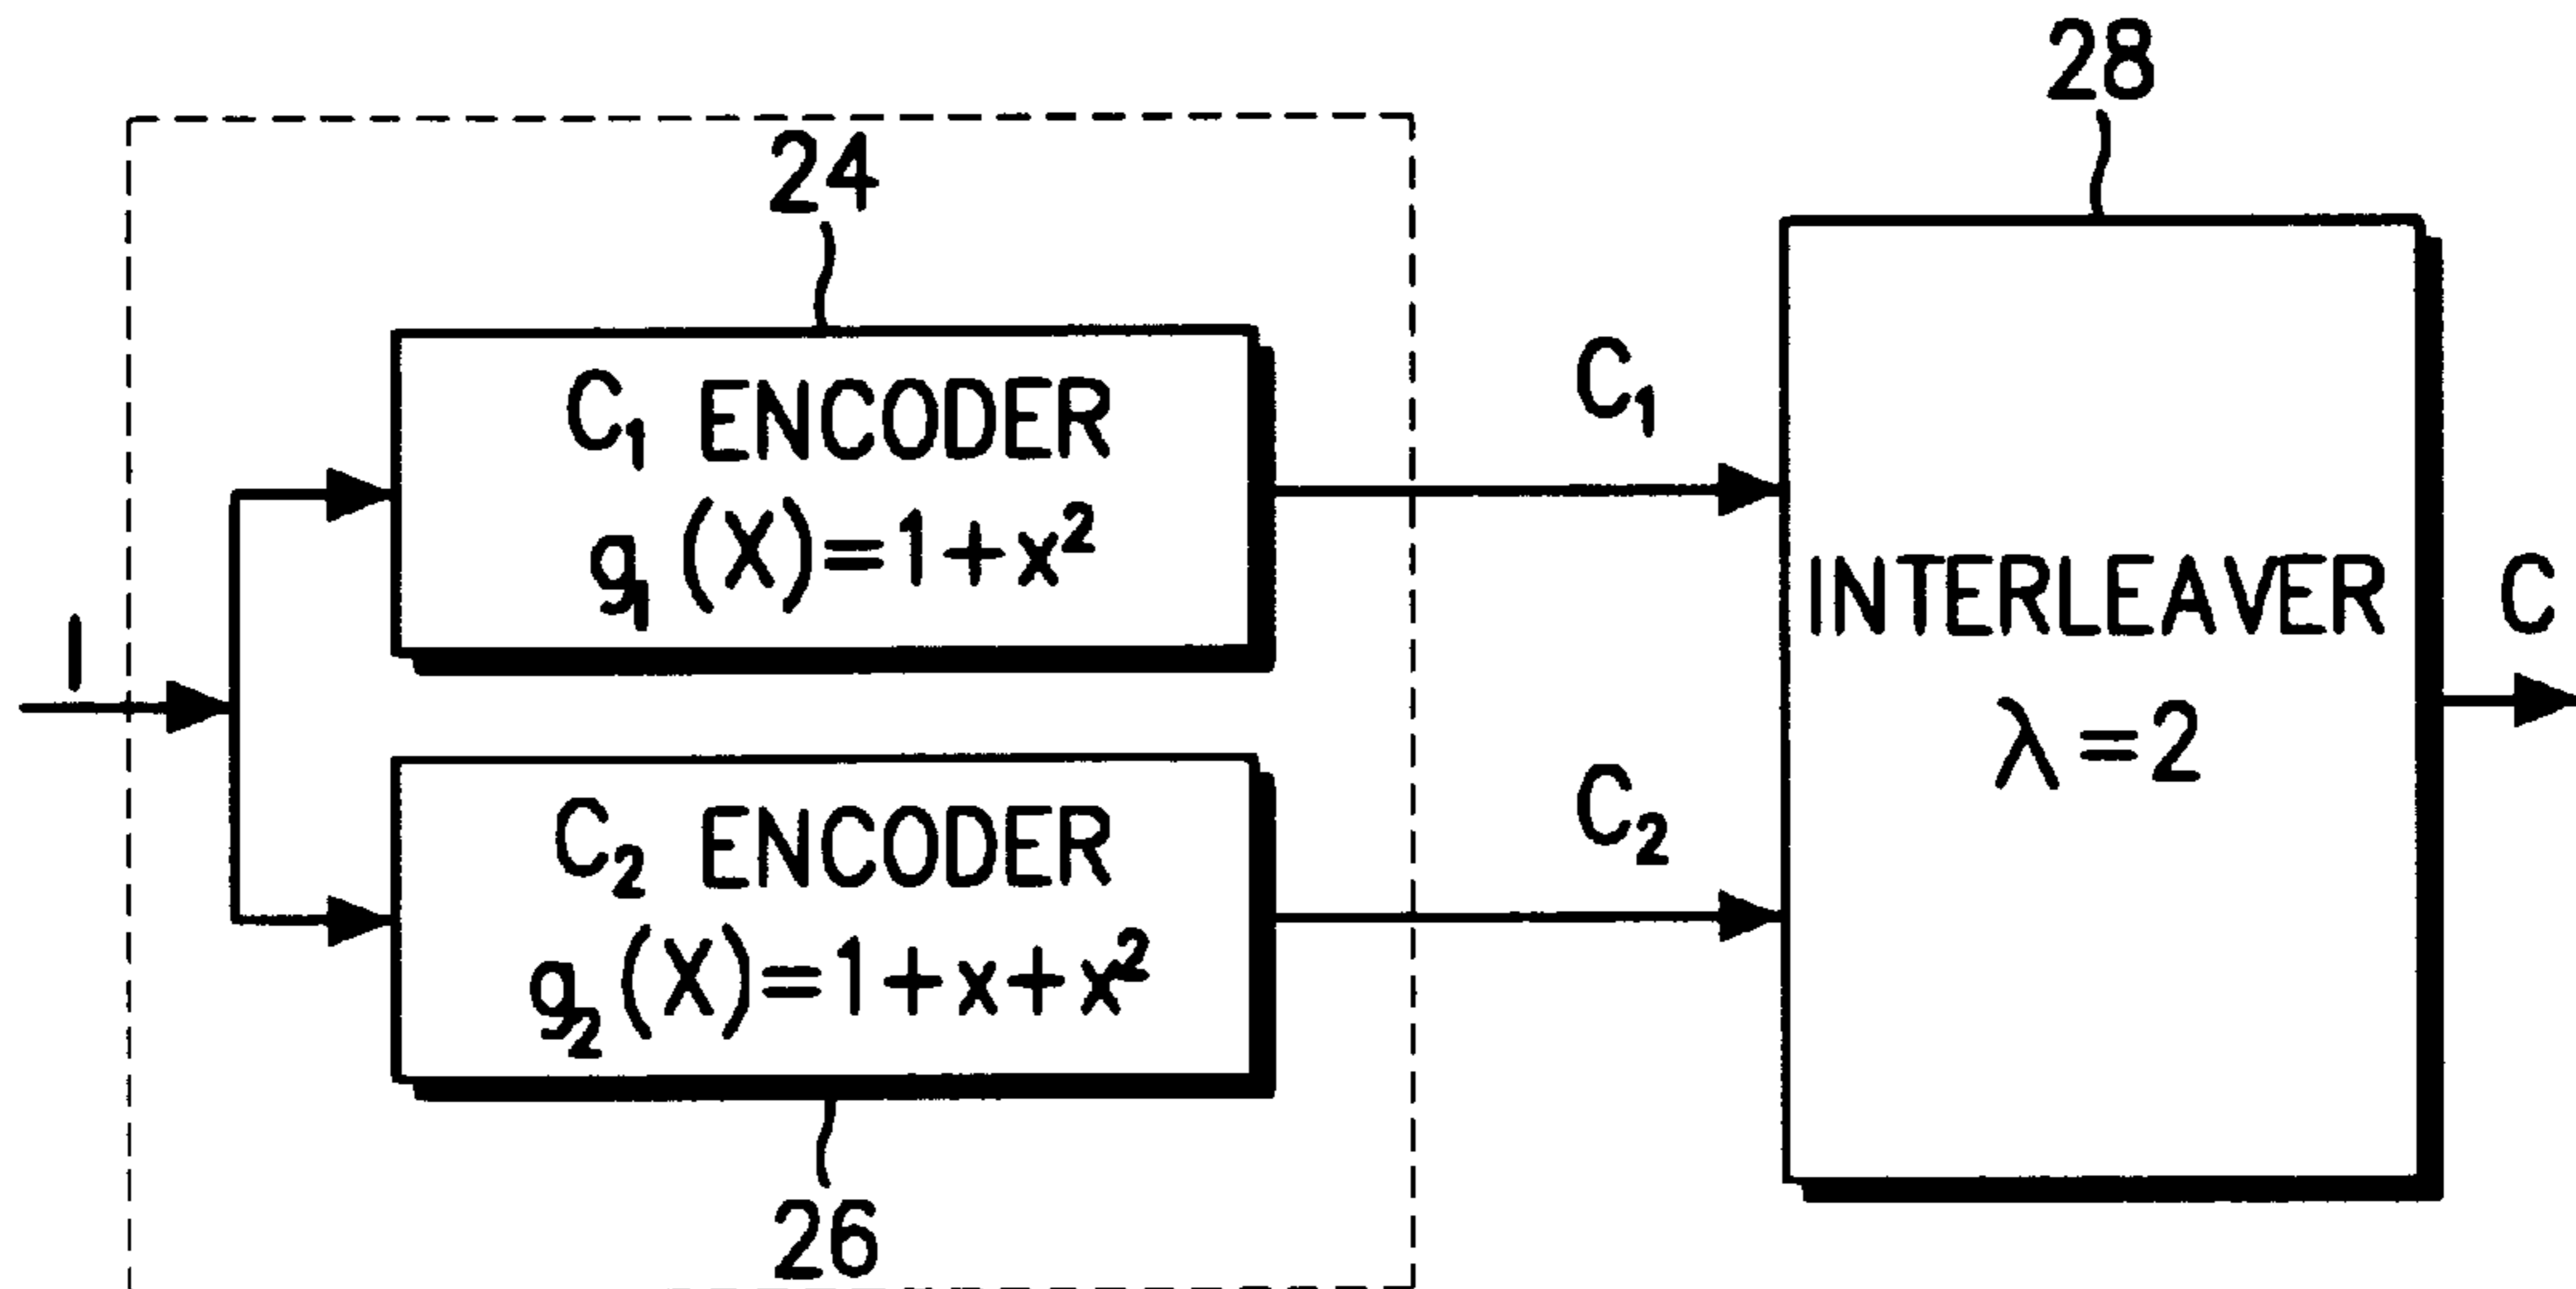 28
24
C₁ ENCODER
g₁(X)=1+x²
C₁
I
INTERLEAVER
λ=2
C
C₂ ENCODER
g₂(X)=1+x+x²
C₂
26